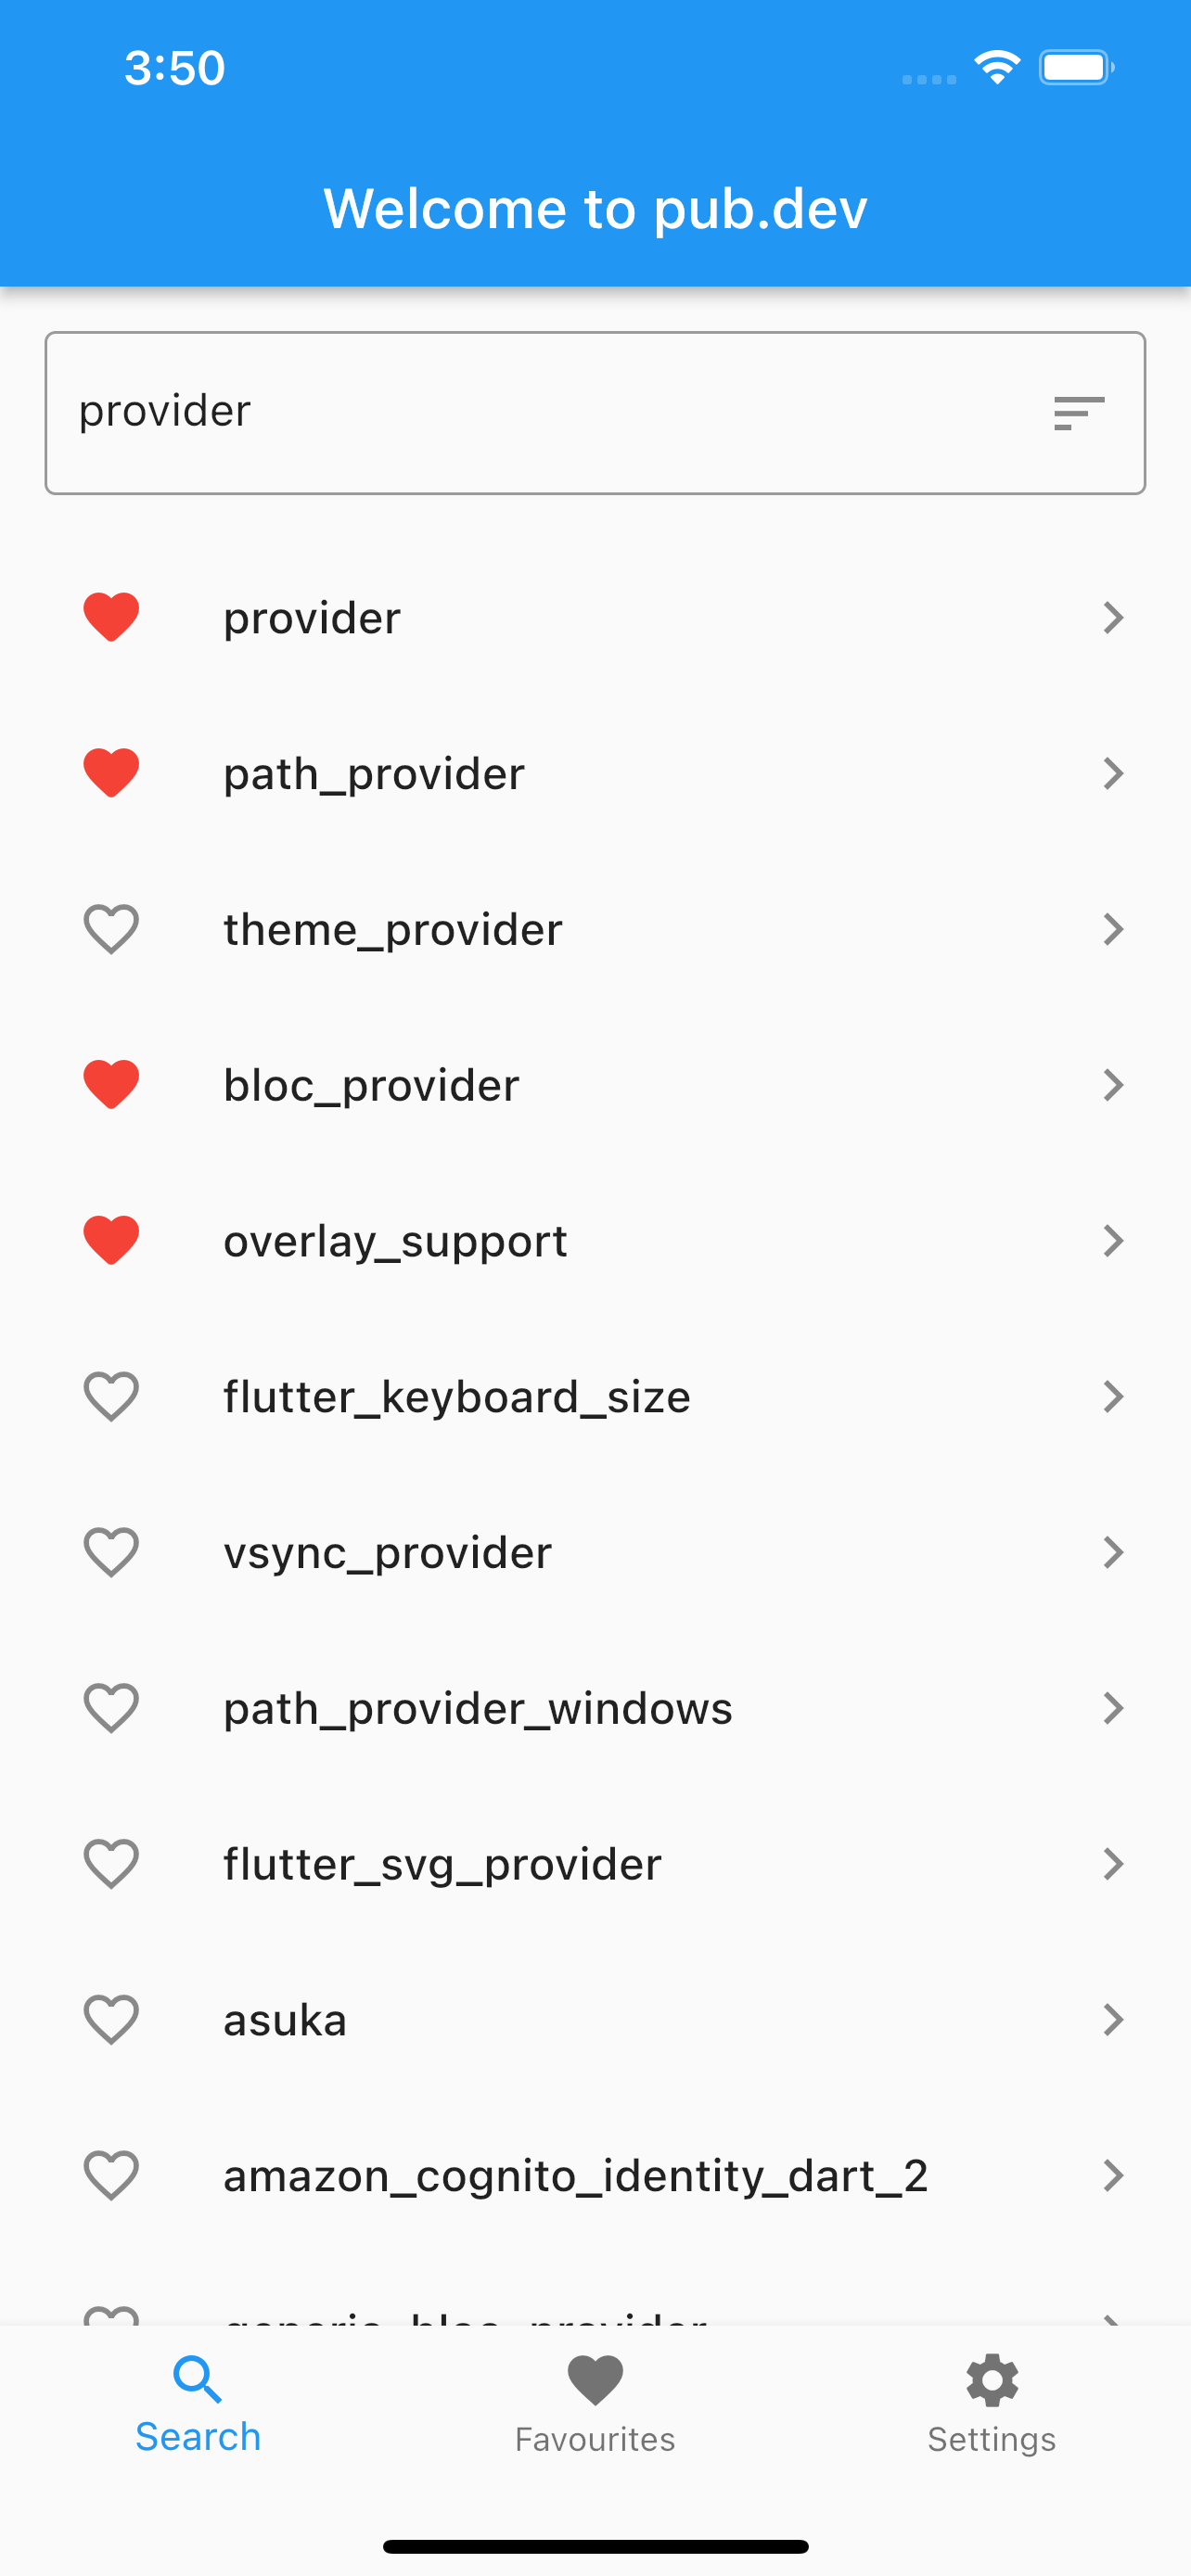 3:50
Welcome to pub.dev
provider
provider
path_provider
theme_provider
bloc_provider
overlay_support
flutter_keyboard_size
vsync_provider
path_provider_windows
flutter_svg_provider
asuka
amazon_cognito_identity_dart_2
generic_bloc_provider
Search
Favourites
Settings